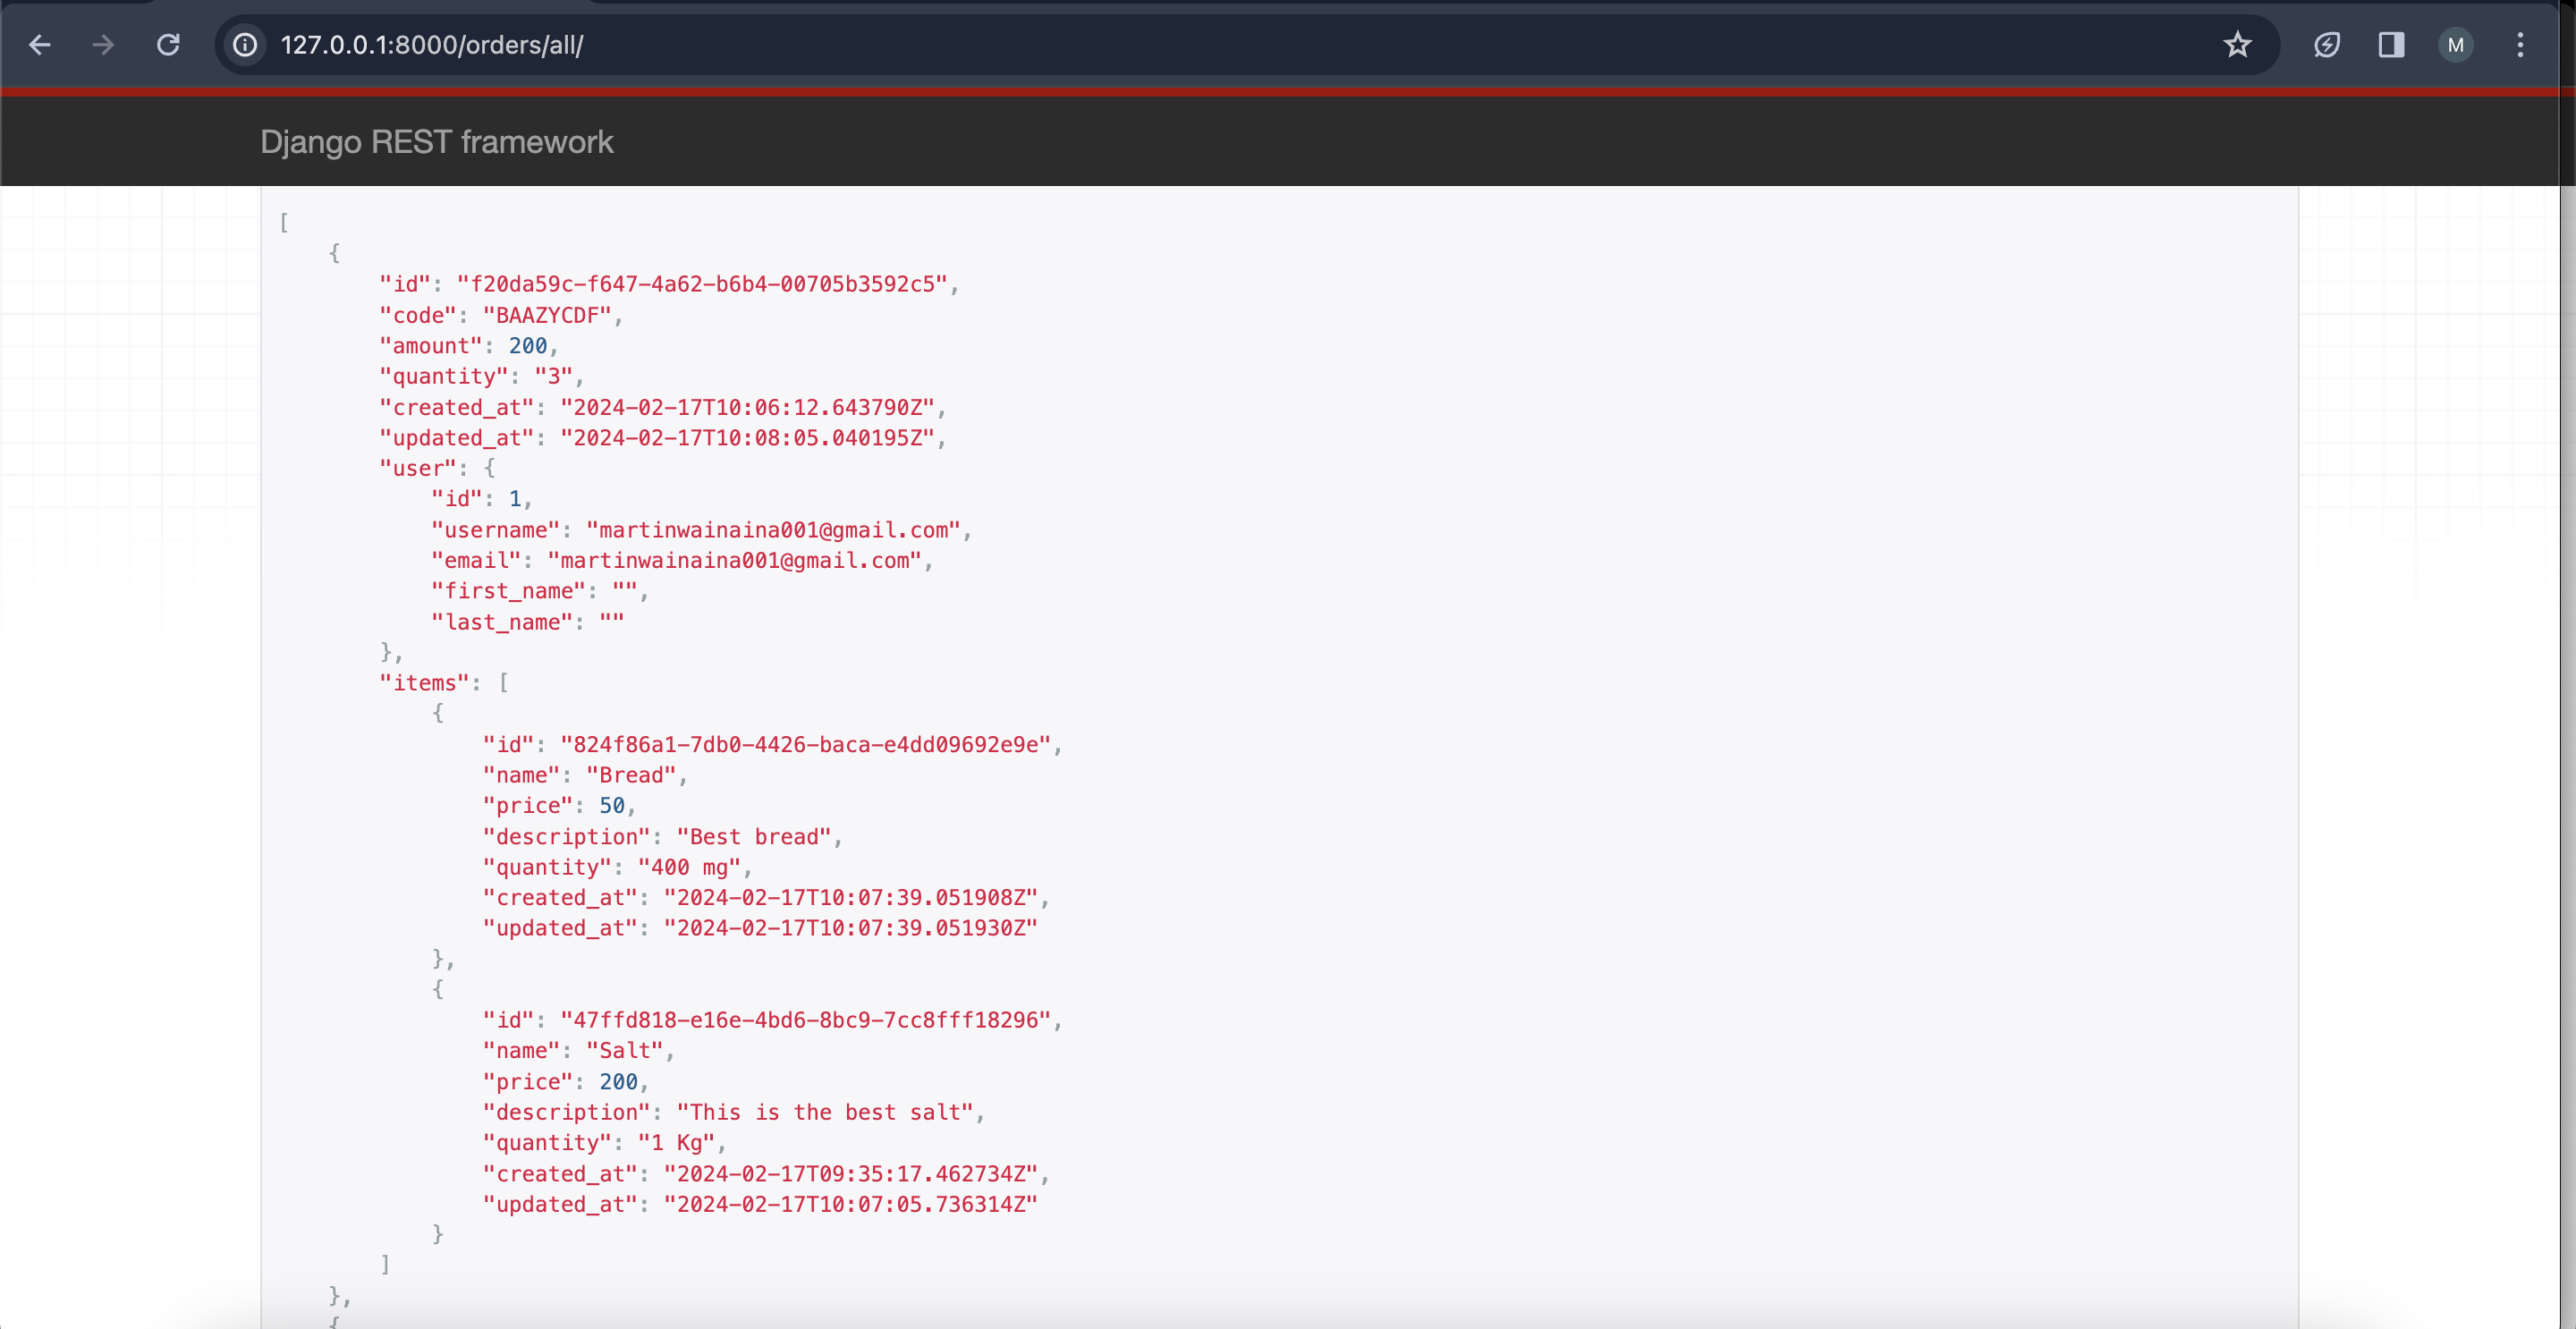 127.0.0.1:8000/orders/all/
M
Django REST framework
[
{
"id": "f20da59c-f647-4a62-b6b4-00705b3592c5",
"code": "BAAZYCDF",
"amount": 200,
"quantity": "3",
"created_at": "2024-02-17T10:06:12.643790Z",
"updated_at": "2024-02-17T10:08:05.040195Z",
"user": {
"id": 1,
"username": "martinwainaina001@gmail.com",
"email": "martinwainaina001@gmail.com",
"first_name": "",
"last_name": ""
},
"items": [
{
"id": "824f86a1-7db0-4426-baca-e4dd09692e9e",
"name": "Bread",
"price": 50,
"description": "Best bread",
"quantity": "400 mg",
"created_at": "2024-02-17T10:07:39.051908Z",
"updated_at": "2024-02-17T10:07:39.051930Z"
},
{
"id": "47ffd818-e16e-4bd6-8bc9-7cc8fff18296",
"name": "Salt",
"price": 200,
"description": "This is the best salt",
"quantity": "1 Kg",
"created_at": "2024-02-17T09:35:17.462734Z",
"updated_at": "2024-02-17T10:07:05.736314Z"
}
]
},
{